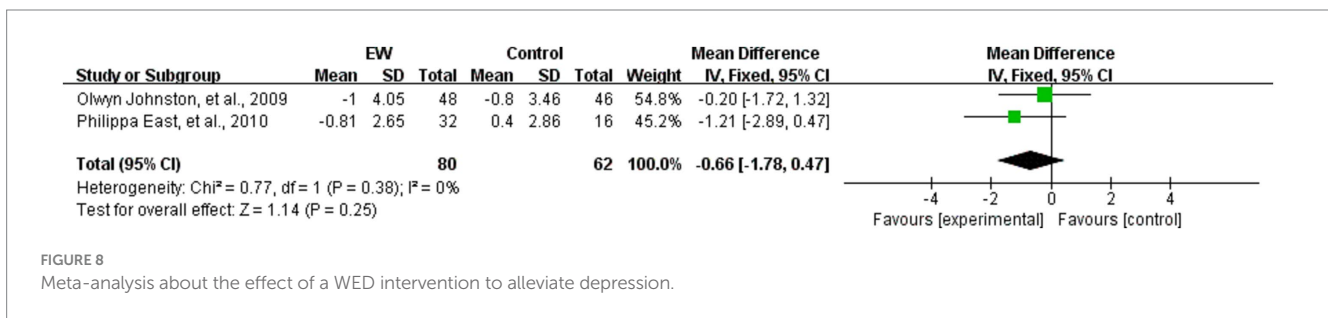 EW Control Mean Difference Mean Difference
Study or Subgroup Mean SD Total Mean SD Total Weight IV, Fixed, 95% CI IV, Fixed, 95% CI
Olwyn Johnston, et al., 2009 -1 4.05 48 -0.8 3.46 46 54.8% -0.20 [-1.72, 1.32]
Philippa East, et al., 2010 -0.81 2.65 32 0.4 2.86 16 45.2% -1.21 [-2.89, 0.47]
Total (95% CI) 80 62 100.0% -0.66 [-1.78, 0.47]
Heterogeneity: Chi² = 0.77, df = 1 (P = 0.38); I² = 0%
Test for overall effect: Z = 1.14 (P = 0.25)
-4 -2 0 2 4
Favours [experimental] Favours [control]
FIGURE 8
Meta-analysis about the effect of a WED intervention to alleviate depression.